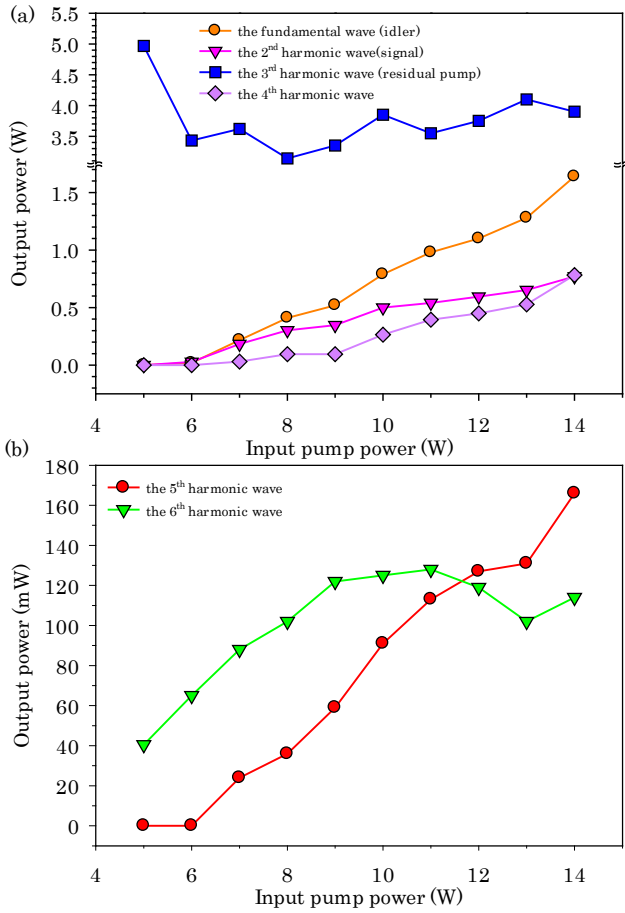 (a)
the fundamental wave (idler)
the 2nd harmonic wave(signal)
the 3rd harmonic wave (residual pump)
the 4th harmonic wave
Output power (W)
5.5
5.0
4.5
4.0
3.5
1.5
1.0
0.5
0.0
4 6 8 10 12 14
Input pump power (W)
(b)
the 5th harmonic wave
the 6th harmonic wave
Output power (mW)
180
160
140
120
100
80
60
40
20
0
4 6 8 10 12 14
Input pump power (W)